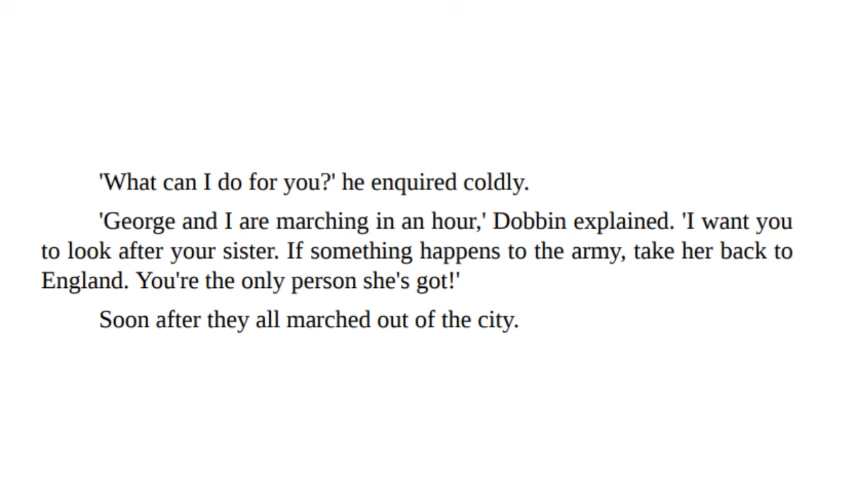 'What can I do for you?' he enquired coldly.
'George and I are marching in an hour,' Dobbin explained. 'I want you
to look after your sister. If something happens to the army, take her back to
England. You're the only person she's got!'
Soon after they all marched out of the city.